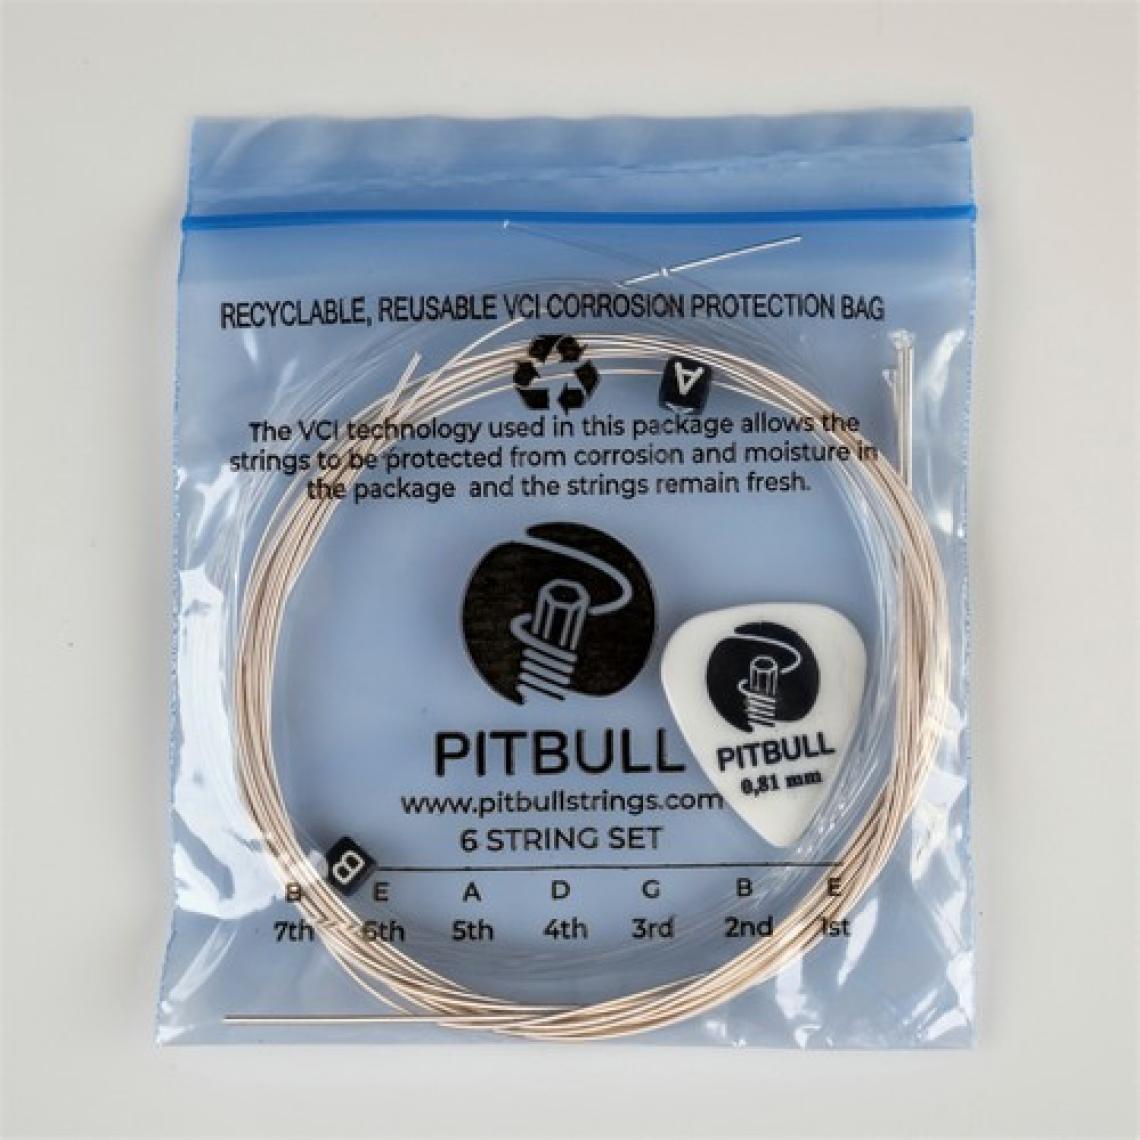 RECYCLABLE, REUSABLE VCI CORROSION PROTECTION BAG
A
The VCI technology used in this package allows the
strings to be protected from corrosion and moisture in
the package and the strings remain fresh.
PITBULL
www.pitbullstrings.com
6 STRING SET
PITBULL
0,81 mm
B
B E A D G B E
7th 6th 5th 4th 3rd 2nd 1st